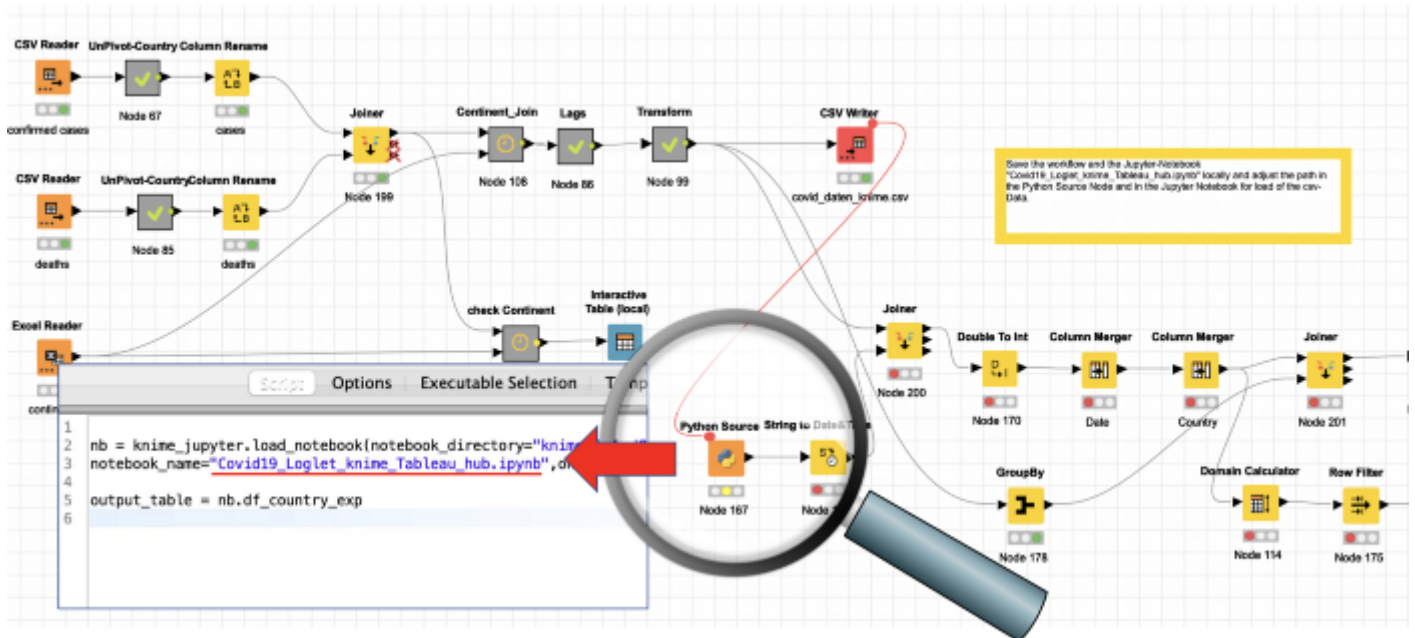 CSV Reader
UnPivot-Country
Column Rename
confirmed cases
Node 67
cases
Joiner
Node 199
Continent_Join
Node 108
Lags
Node 86
Transform
Node 99
CSV Writer
covid_daten_knime.csv
CSV Reader
UnPivot-Country
Column Rename
deaths
Node 85
deaths
Save the workflow and the Jupyter-Notebook
"Covid19_Loglet_knime_Tableau_hub.ipynb" locally and adjust the path in
the Python Source Node and in the Jupyter Notebook for load of the csv-
Data.
Excel Reader
check Continent
Interactive
Table (local)
Script
Options
Executable Selection
1
2 nb = knime_jupyter.load_notebook(notebook_directory="knime
3 notebook_name="Covid19_Loglet_knime_Tableau_hub.ipynb",
4
5 output_table = nb.df_country_exp
6
Python Source
Node 167
String to Date&Time
Node
Joiner
Node 200
Double To Int
Node 170
Column Merger
Date
Column Merger
Country
Joiner
Node 201
GroupBy
Node 178
Domain Calculator
Node 114
Row Filter
Node 175